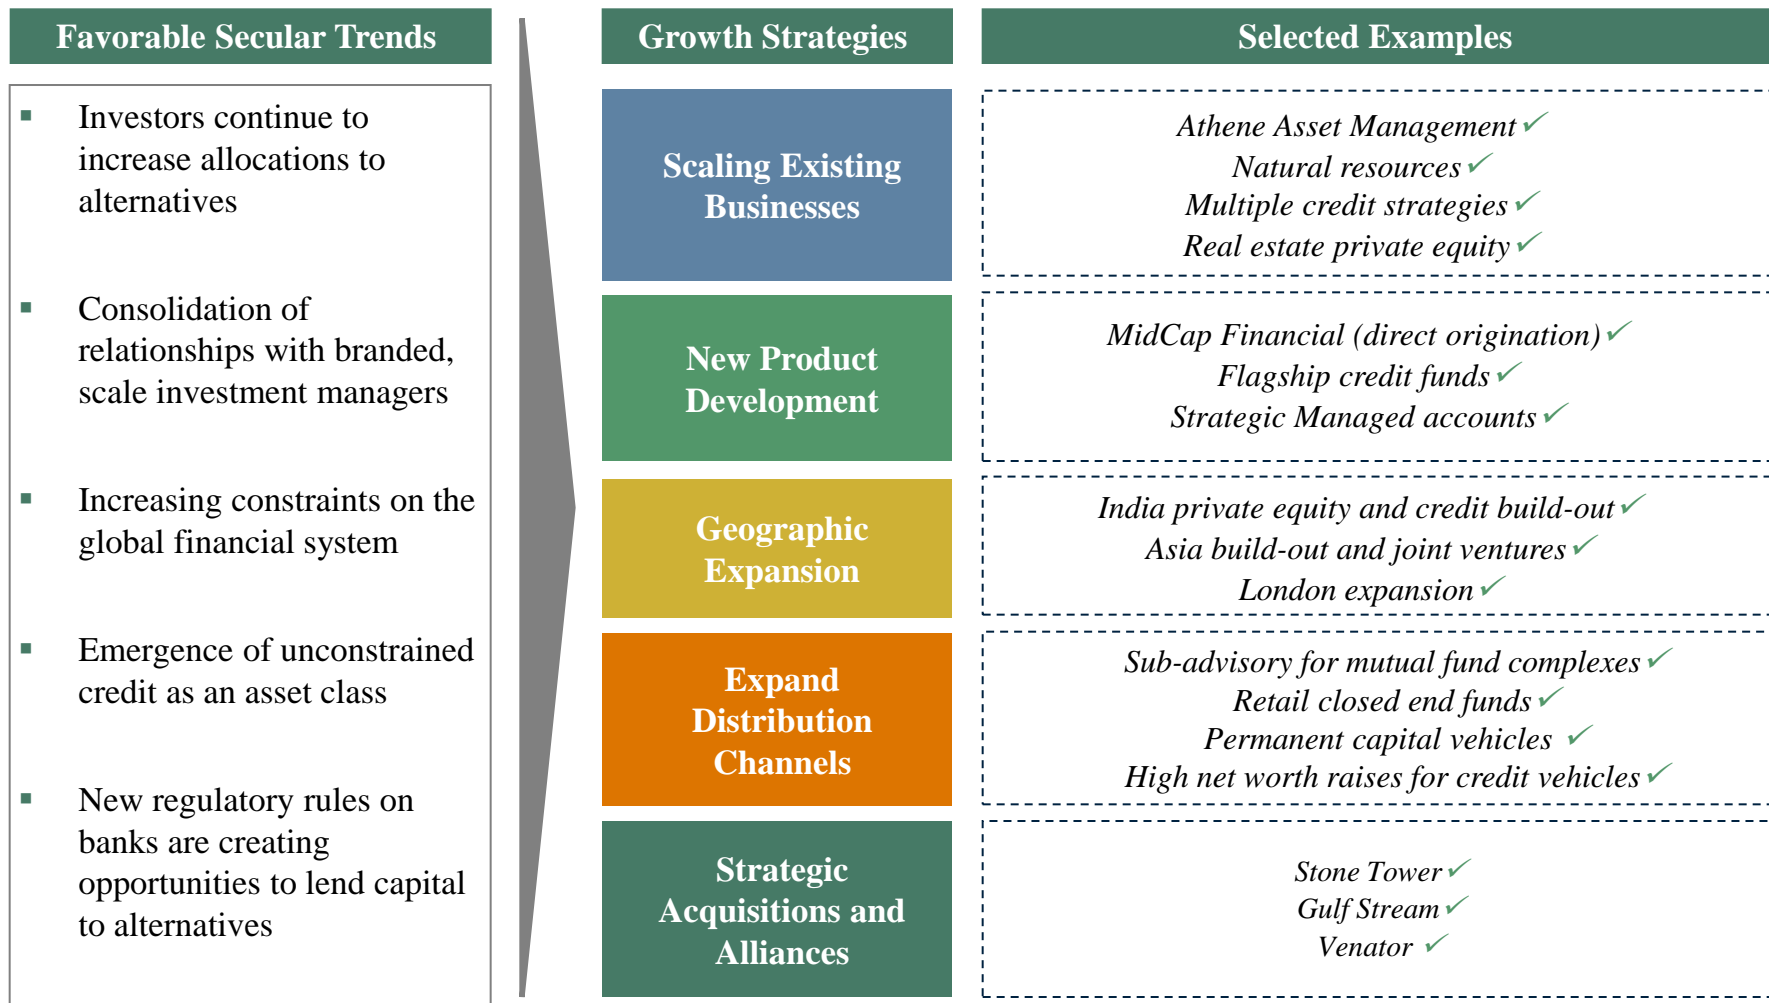 Favorable Secular Trends
▪ Investors continue to
increase allocations to
alternatives
▪ Consolidation of
relationships with branded,
scale investment managers
▪ Increasing constraints on the
global financial system
▪ Emergence of unconstrained
credit as an asset class
▪ New regulatory rules on
banks are creating
opportunities to lend capital
to alternatives
Growth Strategies
Selected Examples
Scaling Existing
Businesses
Athene Asset Management ✓
Natural resources ✓
Multiple credit strategies ✓
Real estate private equity ✓
New Product
Development
MidCap Financial (direct origination) ✓
Flagship credit funds ✓
Strategic Managed accounts ✓
Geographic
Expansion
India private equity and credit build-out ✓
Asia build-out and joint ventures ✓
London expansion ✓
Expand
Distribution
Channels
Sub-advisory for mutual fund complexes ✓
Retail closed end funds ✓
Permanent capital vehicles ✓
High net worth raises for credit vehicles ✓
Strategic
Acquisitions and
Alliances
Stone Tower ✓
Gulf Stream ✓
Venator ✓